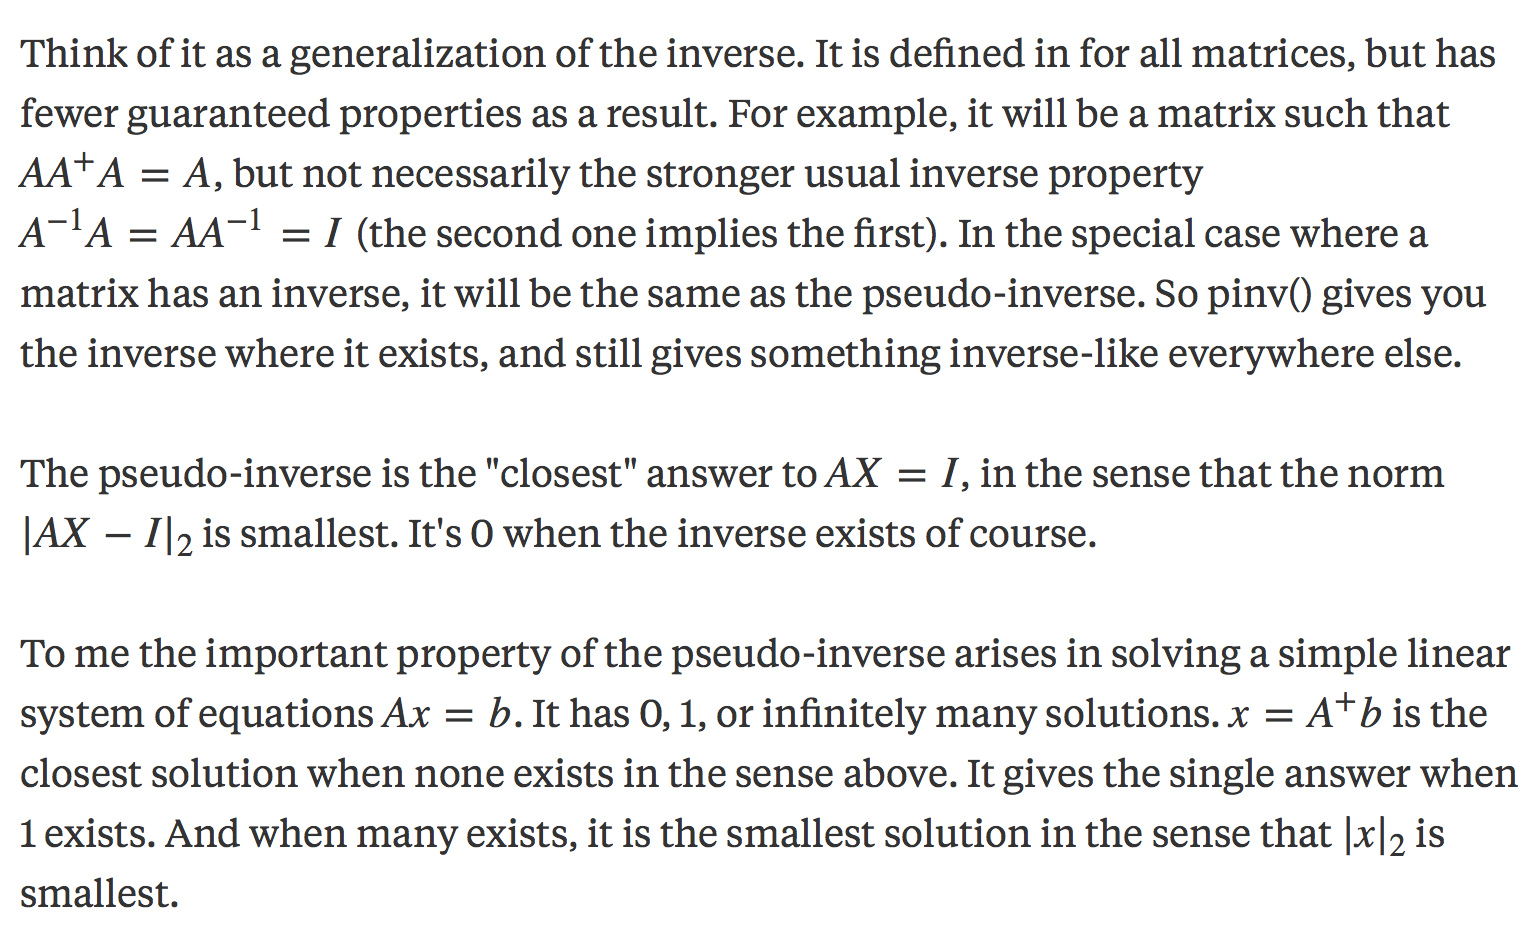 Think of it as a generalization of the inverse. It is defined in for all matrices, but has
fewer guaranteed properties as a result. For example, it will be a matrix such that
AA⁺A = A, but not necessarily the stronger usual inverse property
A⁻¹A = AA⁻¹ = I (the second one implies the first). In the special case where a
matrix has an inverse, it will be the same as the pseudo-inverse. So pinv() gives you
the inverse where it exists, and still gives something inverse-like everywhere else.
The pseudo-inverse is the "closest" answer to AX = I, in the sense that the norm
|AX − I|₂ is smallest. It's 0 when the inverse exists of course.
To me the important property of the pseudo-inverse arises in solving a simple linear
system of equations Ax = b. It has 0, 1, or infinitely many solutions. x = A⁺b is the
closest solution when none exists in the sense above. It gives the single answer when
1 exists. And when many exists, it is the smallest solution in the sense that |x|₂ is
smallest.